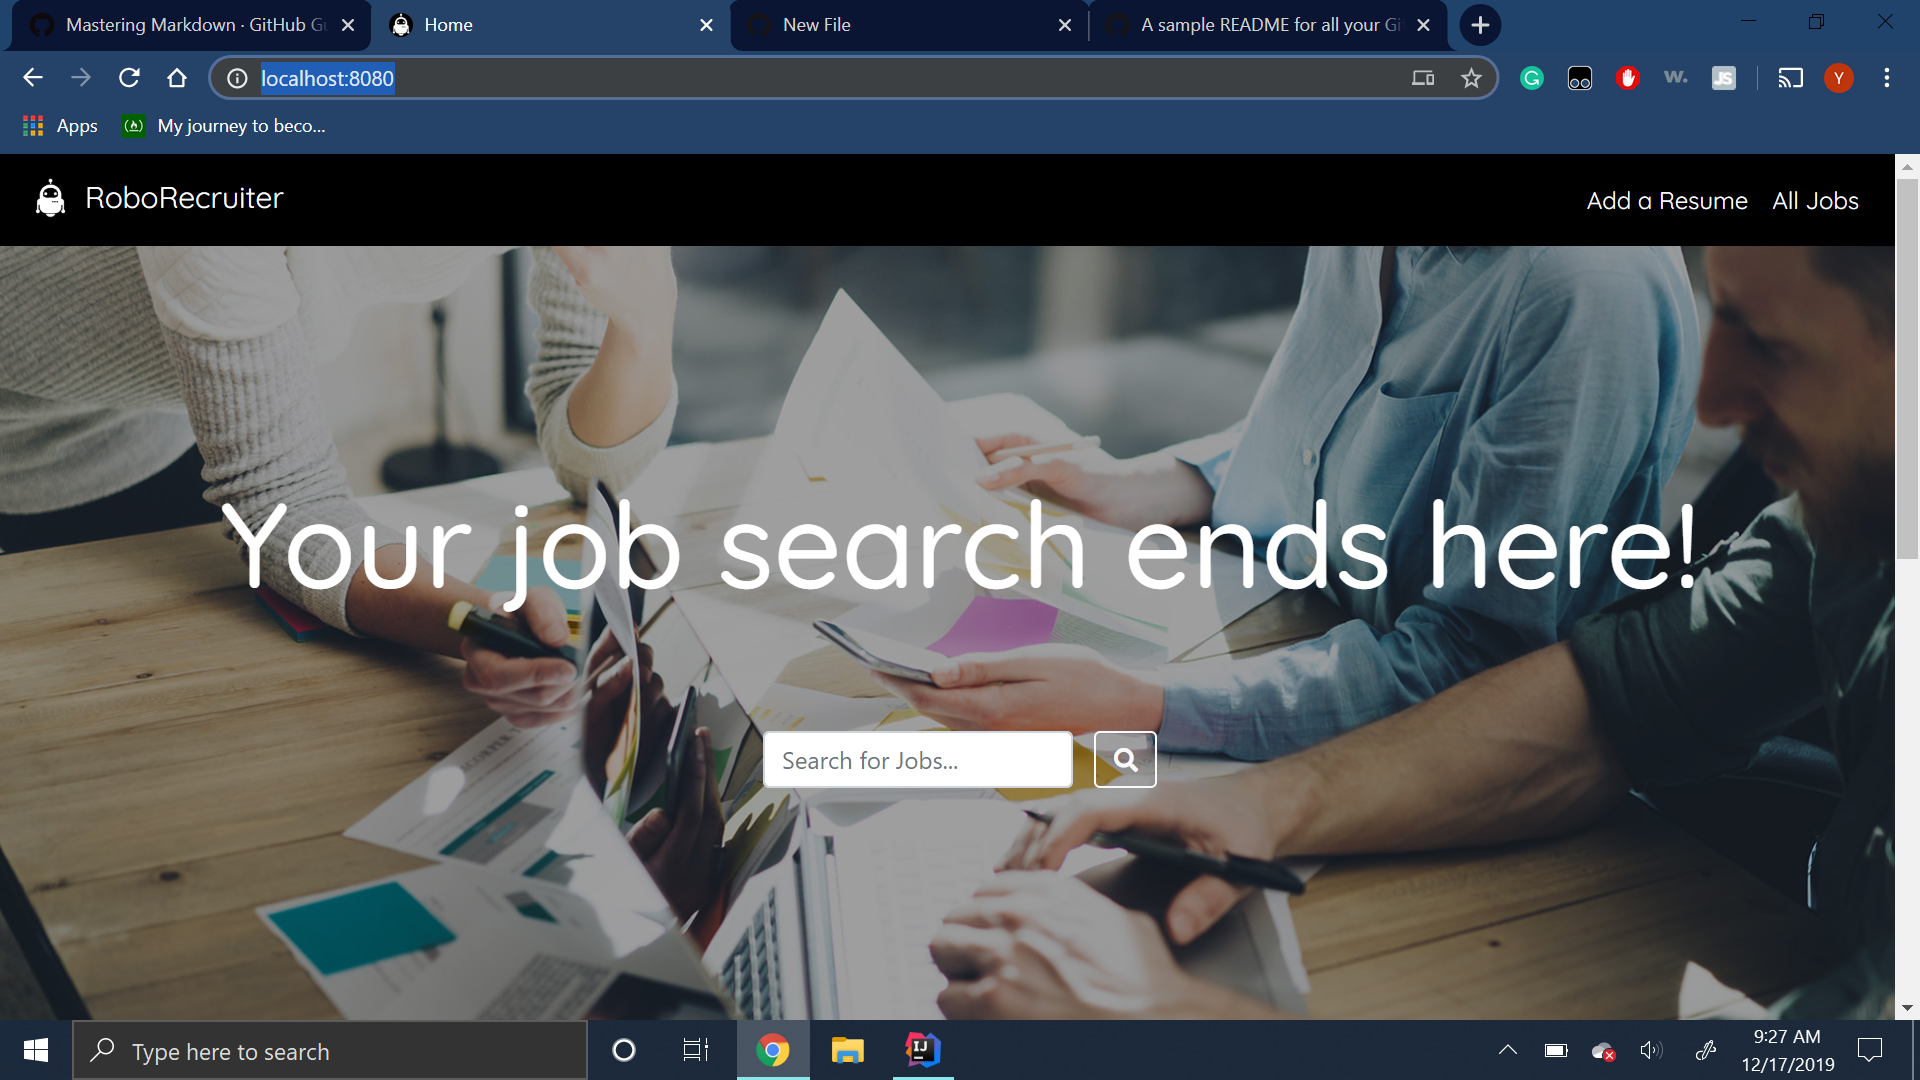 Mastering Markdown · GitHub Gu
Home
New File
A sample README for all your Gi
localhost:8080
Apps
My journey to beco...
RoboRecruiter
Add a Resume
All Jobs
Your job search ends here!
Search for Jobs...
Type here to search
9:27 AM
12/17/2019
w.
JS
Y
IJ